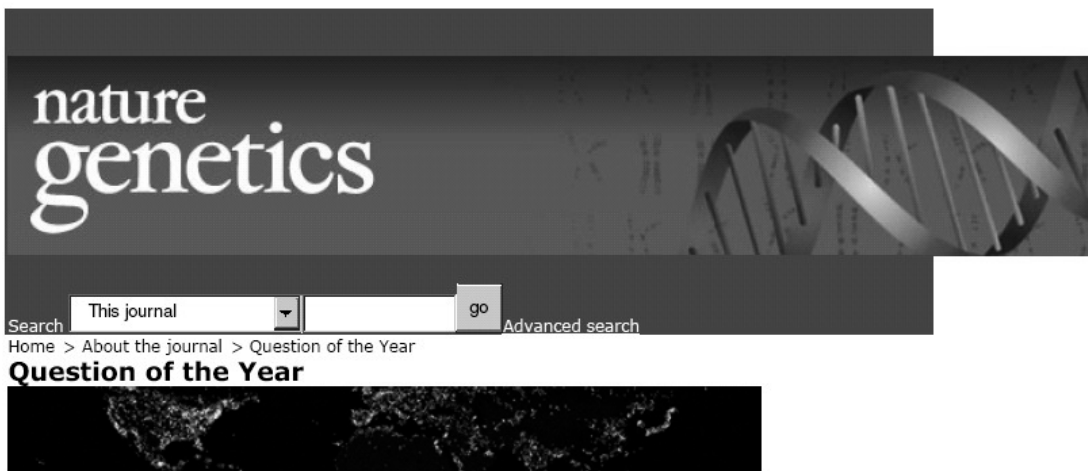 nature
genetics
Search This journal go Advanced search
Home > About the journal > Question of the Year
Question of the Year